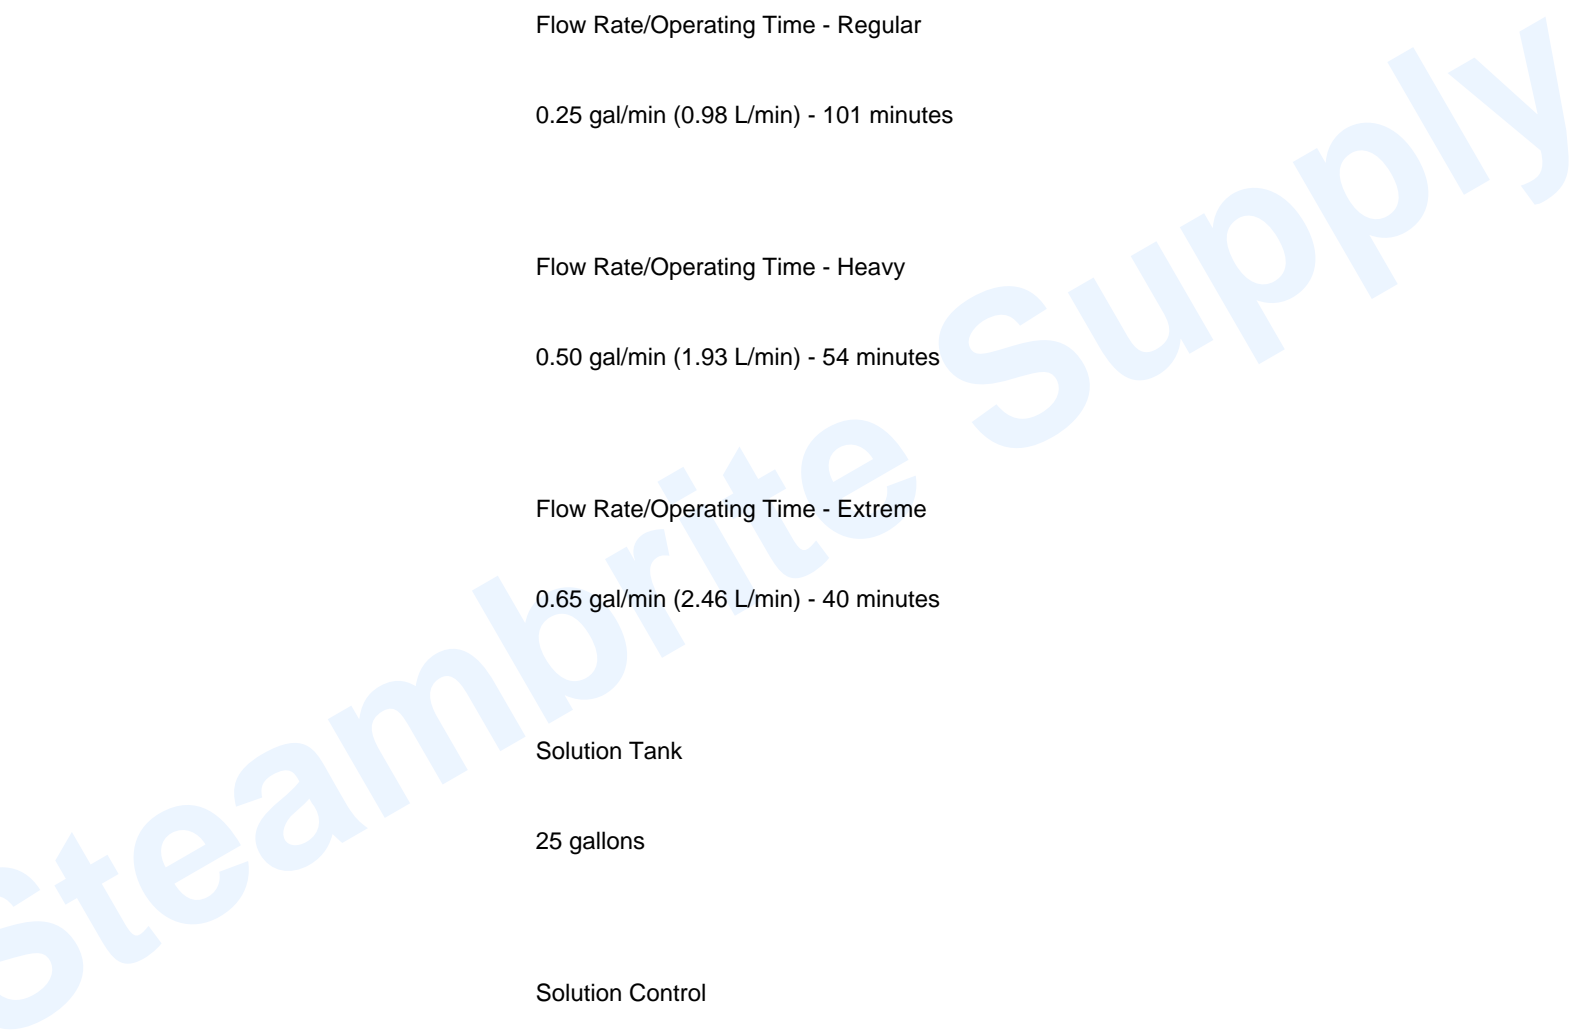 Flow Rate/Operating Time - Regular
0.25 gal/min (0.98 L/min) - 101 minutes
Flow Rate/Operating Time - Heavy
0.50 gal/min (1.93 L/min) - 54 minutes
Flow Rate/Operating Time - Extreme
0.65 gal/min (2.46 L/min) - 40 minutes
Solution Tank
25 gallons
Solution Control
Steambrite Supply